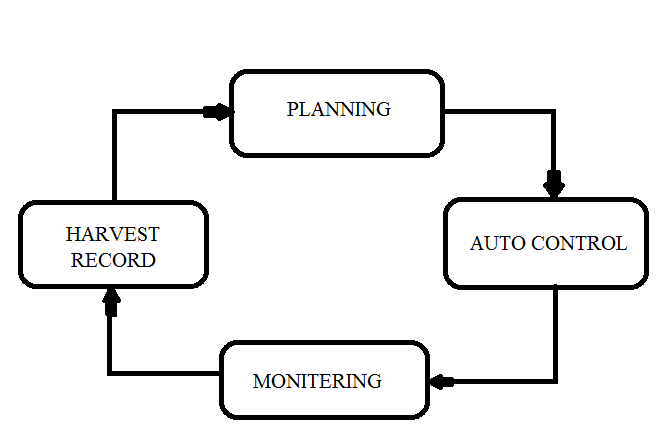 PLANNING
AUTO CONTROL
MONITERING
HARVEST
RECORD